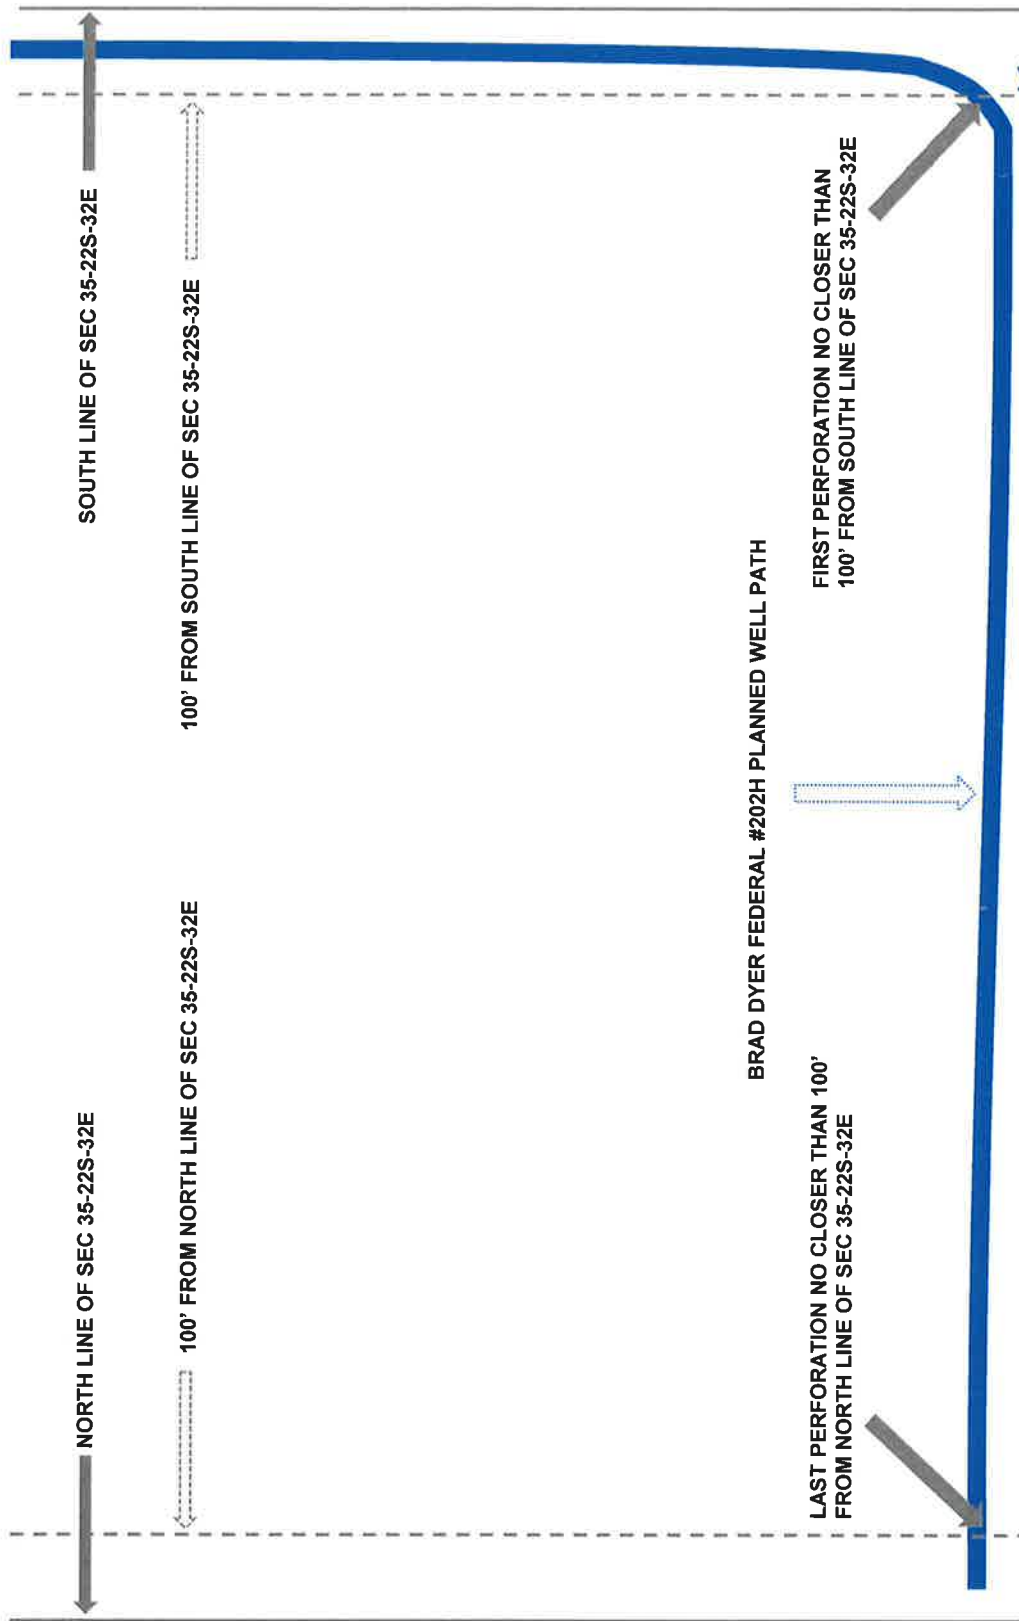 NORTH LINE OF SEC 35-22S-32E
SOUTH LINE OF SEC 35-22S-32E
100' FROM NORTH LINE OF SEC 35-22S-32E
100' FROM SOUTH LINE OF SEC 35-22S-32E
BRAD DYER FEDERAL #202H PLANNED WELL PATH
LAST PERFORATION NO CLOSER THAN 100'
FROM NORTH LINE OF SEC 35-22S-32E
FIRST PERFORATION NO CLOSER THAN
100' FROM SOUTH LINE OF SEC 35-22S-32E